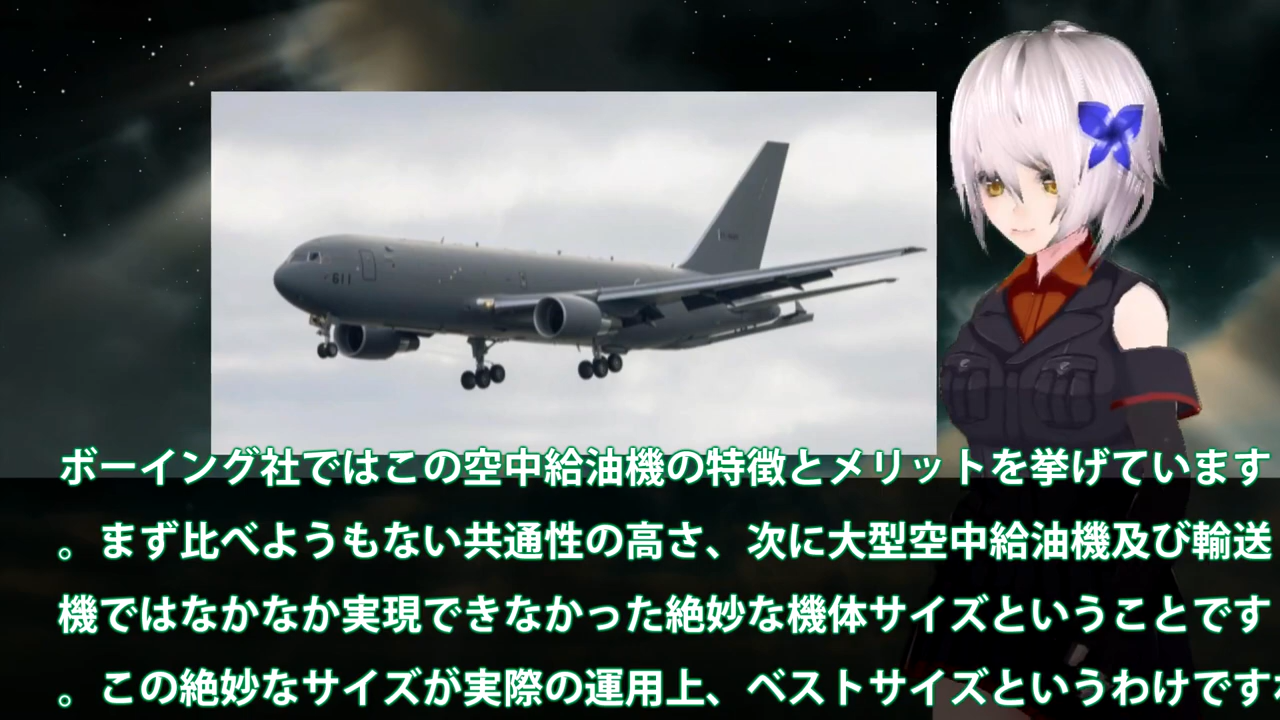 611
ボーイング社ではこの空中給油機の特徴とメリットを挙げています
。まず比べようもない共通性の高さ、次に大型空中給油機及び輸送
機ではなかなか実現できなかった絶妙な機体サイズということです
。この絶妙なサイズが実際の運用上、ベストサイズというわけです